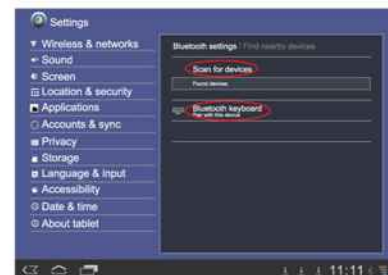 Settings
Wireless & networks
Sound
Screen
Location & security
Applications
Accounts & sync
Privacy
Storage
Language & input
Accessibility
Date & time
About tablet
Bluetooth settings | Find nearby devices
Scan for devices
Found devices
Bluetooth keyboard
Pair with this device
11:11